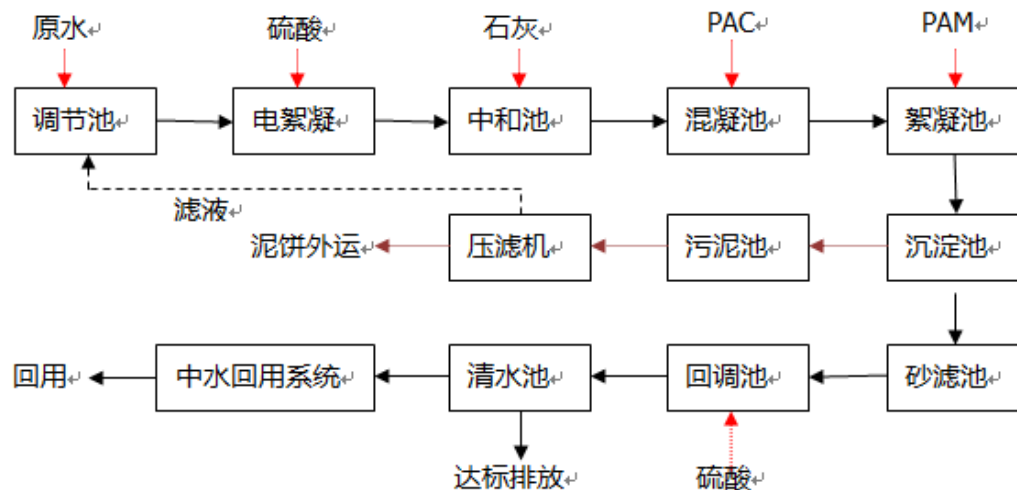 原水
硫酸
石灰
PAC
PAM
调节池
电絮凝
中和池
混凝池
絮凝池
滤液
泥饼外运
压滤机
污泥池
沉淀池
回用
中水回用系统
清水池
回调池
砂滤池
达标排放
硫酸